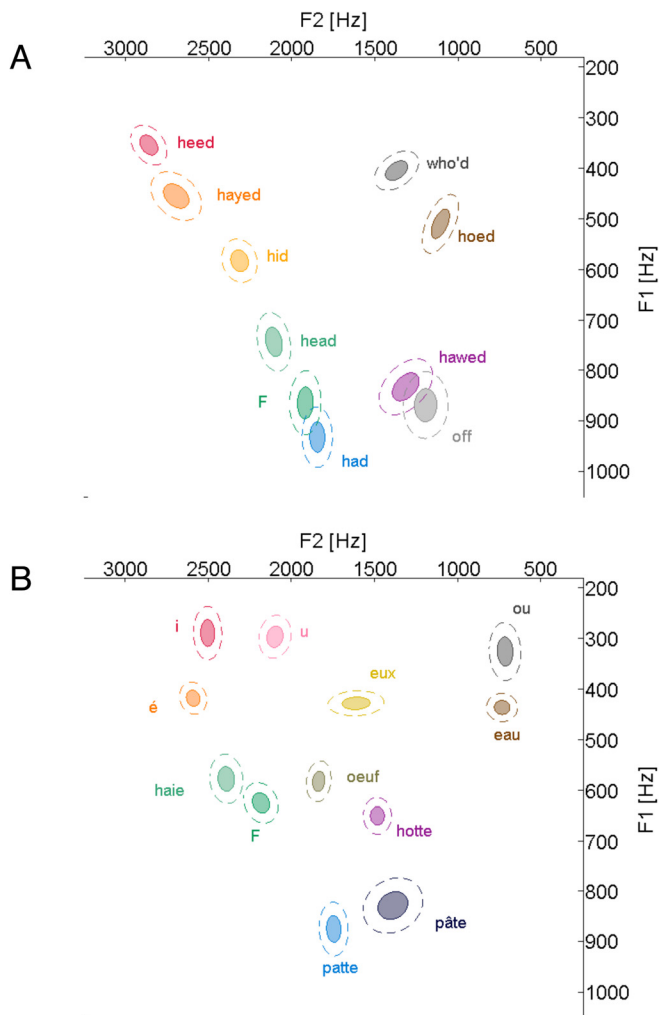 F2 [Hz]
A
3000 2500 2000 1500 1000 500
200
300
heed
who'd
400
hayed
500
hoed
hid
600
F1 [Hz]
700
head
hawed
800
F
900
off
had
1000
F2 [Hz]
B
3000 2500 2000 1500 1000 500
200
ou
i
u
300
eux
400
é
eau
500
haie
oeuf
600
F1 [Hz]
F
hotte
700
800
pâte
900
patte
1000